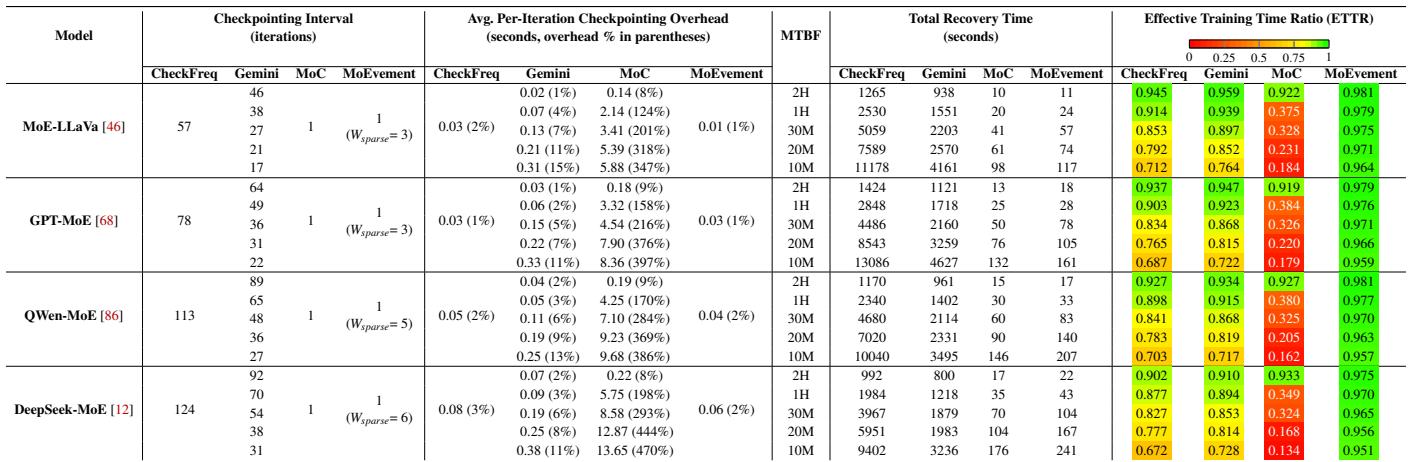 Model Checkpointing Interval (iterations) Avg. Per-Iteration Checkpointing Overhead (seconds, overhead % in parentheses) MTBF Total Recovery Time (seconds) Effective Training Time Ratio (ETTR)
0 0.25 0.5 0.75 1
CheckFreq Gemini MoC MoEvement CheckFreq Gemini MoC MoEvement CheckFreq Gemini MoC MoEvement CheckFreq Gemini MoC MoEvement
46 0.02 (1%) 0.14 (8%) 2H 1265 938 10 11 0.945 0.959 0.922 0.981
38 0.07 (4%) 2.14 (124%) 1H 2530 1551 20 24 0.914 0.939 0.375 0.979
MoE-LLaVa [46] 57 27 1 1 (Wsparse= 3) 0.03 (2%) 0.13 (7%) 3.41 (201%) 0.01 (1%) 30M 5059 2203 41 57 0.853 0.897 0.328 0.975
21 0.21 (11%) 5.39 (318%) 20M 7589 2570 61 74 0.792 0.852 0.231 0.971
17 0.31 (15%) 5.88 (347%) 10M 11178 4161 98 117 0.712 0.764 0.184 0.964
64 0.03 (1%) 0.18 (9%) 2H 1424 1121 13 18 0.937 0.947 0.919 0.979
49 0.06 (2%) 3.32 (158%) 1H 2848 1718 25 28 0.903 0.923 0.384 0.976
GPT-MoE [68] 78 36 1 1 (Wsparse= 3) 0.03 (1%) 0.15 (5%) 4.54 (216%) 0.03 (1%) 30M 4486 2160 50 78 0.834 0.868 0.326 0.971
31 0.22 (7%) 7.90 (376%) 20M 8543 3259 76 105 0.765 0.815 0.220 0.966
22 0.33 (11%) 8.36 (397%) 10M 13086 4627 132 161 0.687 0.722 0.179 0.959
89 0.04 (2%) 0.19 (9%) 2H 1170 961 15 17 0.927 0.934 0.927 0.981
65 0.05 (3%) 4.25 (170%) 1H 2340 1402 30 33 0.898 0.915 0.380 0.977
QWen-MoE [86] 113 48 1 1 (Wsparse= 5) 0.05 (2%) 0.11 (6%) 7.10 (284%) 0.04 (2%) 30M 4680 2114 60 83 0.841 0.868 0.325 0.970
36 0.19 (9%) 9.23 (369%) 20M 7020 2331 90 140 0.783 0.819 0.205 0.963
27 0.25 (13%) 9.68 (386%) 10M 10040 3495 146 207 0.703 0.717 0.162 0.957
92 0.07 (2%) 0.22 (8%) 2H 992 800 17 22 0.902 0.910 0.933 0.975
70 0.09 (3%) 5.75 (198%) 1H 1984 1218 35 43 0.877 0.894 0.349 0.970
DeepSeek-MoE [12] 124 54 1 1 (Wsparse= 6) 0.08 (3%) 0.19 (6%) 8.58 (293%) 0.06 (2%) 30M 3967 1879 70 104 0.827 0.853 0.324 0.965
38 0.25 (8%) 12.87 (444%) 20M 5951 1983 104 167 0.777 0.814 0.168 0.956
31 0.38 (11%) 13.65 (470%) 10M 9402 3236 176 241 0.672 0.728 0.134 0.951